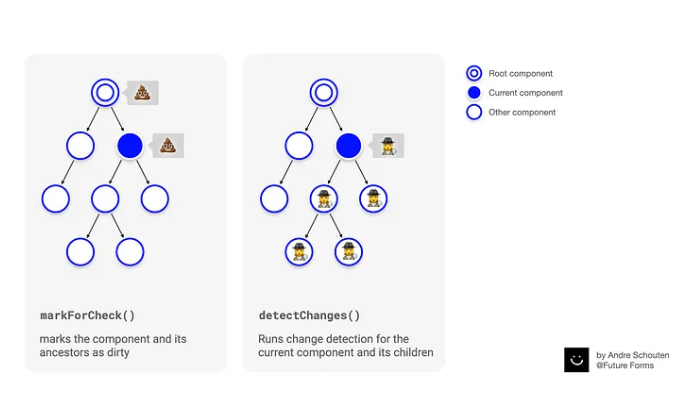 Root component
Current component
Other component
markForCheck()
marks the component and its
ancestors as dirty
detectChanges()
Runs change detection for the
current component and its children
by Andre Schouten
@Future Forms